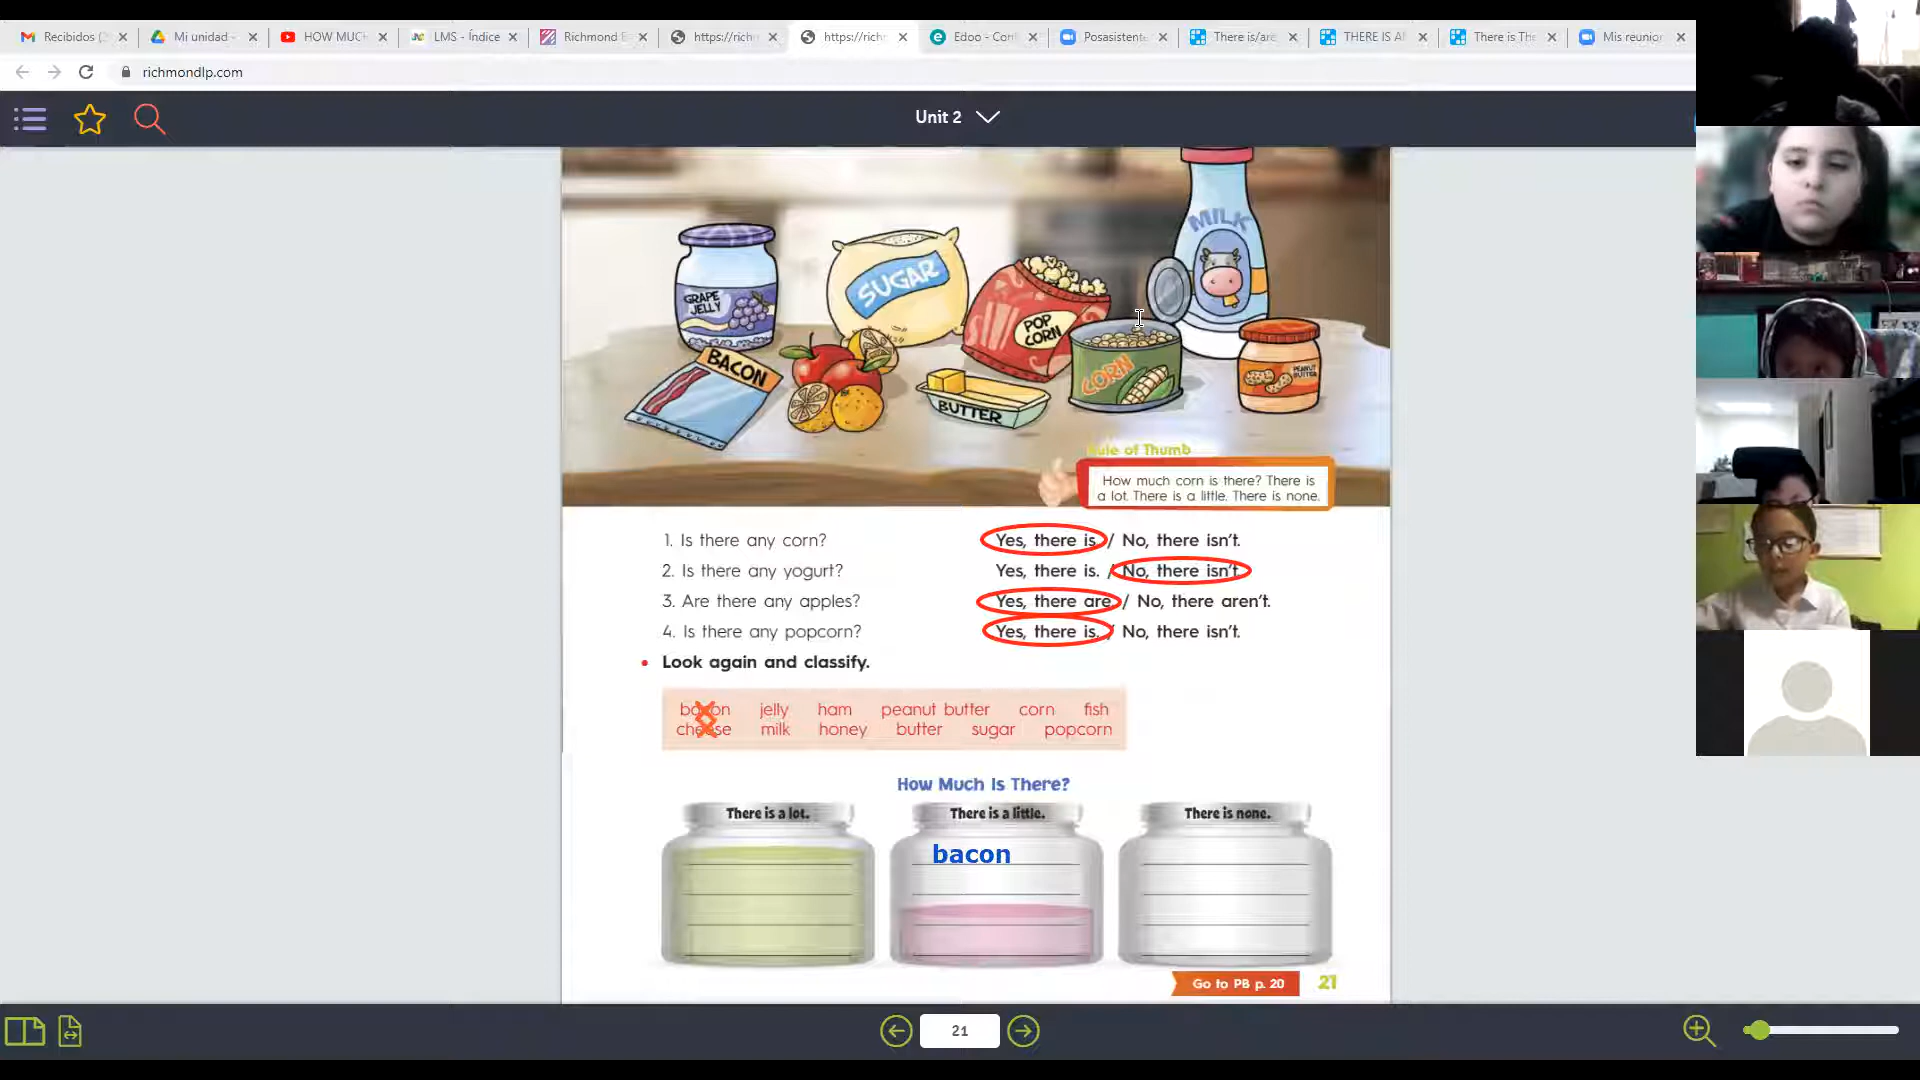 Recibidos (2
Mi unidad -
HOW MUCH
LMS - Índice
Richmond E
https://richm
https://richm
Edoo - Con
Posasistente
There is/are
THERE IS A
There is The
Mis reunion
richmondlp.com
Unit 2
MILK
GRAPE
JELLY
SUGAR
POP
CORN
BACON
CORN
PEANUT
BUTTER
BUTTER
Rule of Thumb
How much corn is there? There is
a lot. There is a little. There is none.
1. Is there any corn? Yes, there is. / No, there isn't.
2. Is there any yogurt? Yes, there is. / No, there isn't.
3. Are there any apples? Yes, there are. / No, there aren't.
4. Is there any popcorn? Yes, there is. / No, there isn't.
• Look again and classify.
bacon jelly ham peanut butter corn fish
cheese milk honey butter sugar popcorn
How Much Is There?
There is a lot. There is a little. There is none.
bacon
Go to PB p. 20 21
21